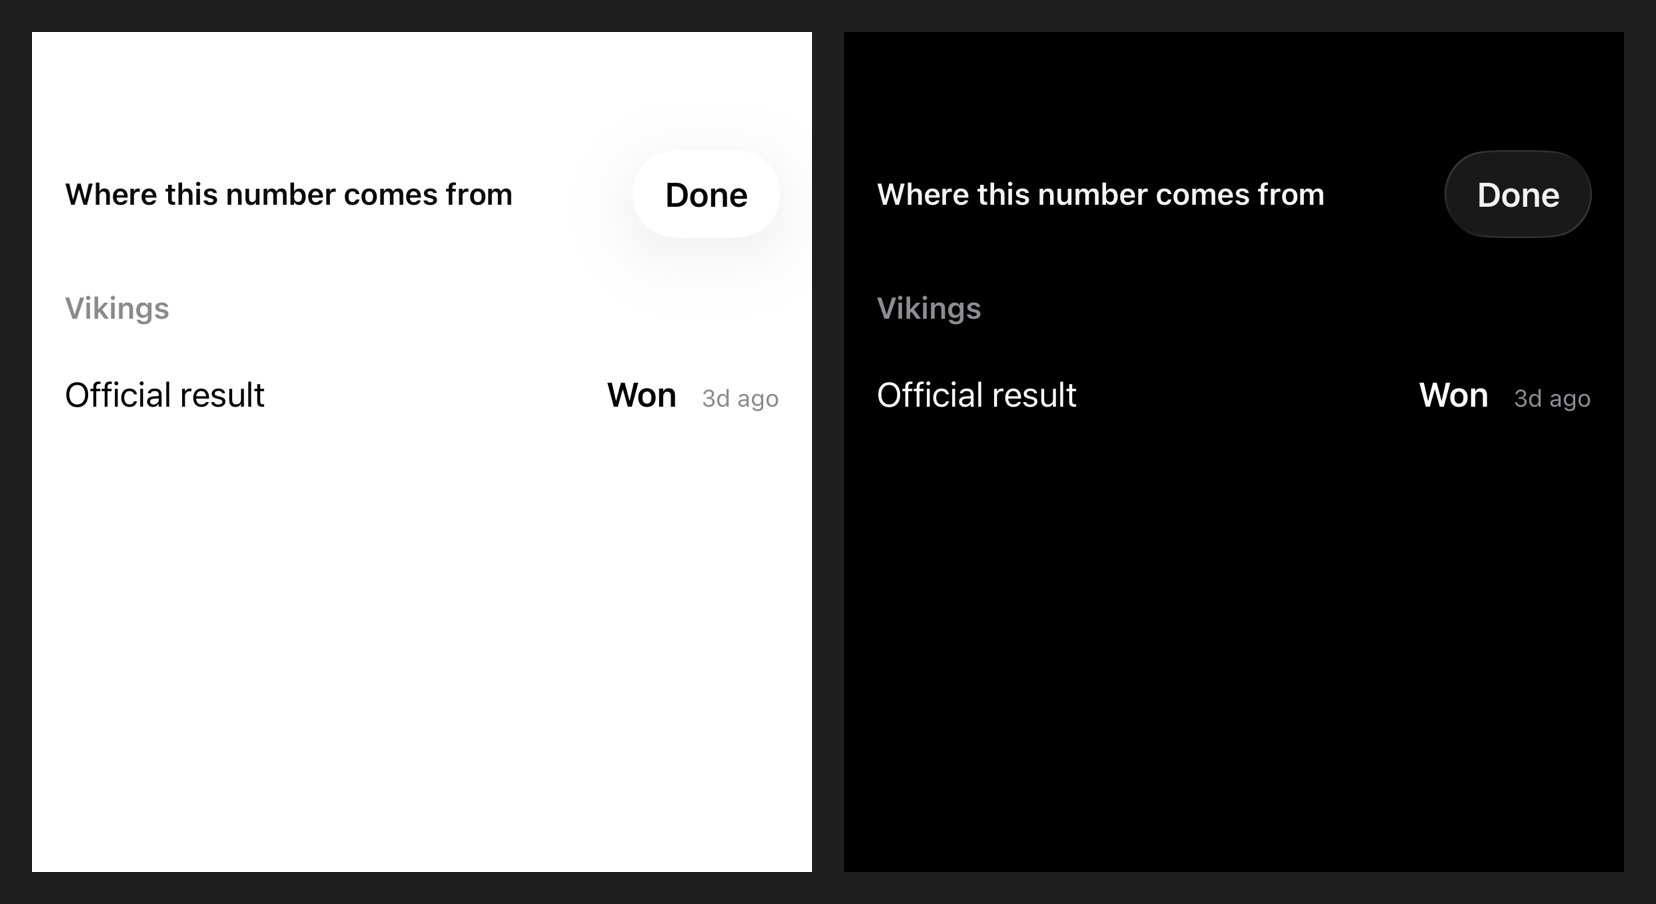 Where this number comes from
Done
Vikings
Official result
Won 3d ago
Where this number comes from
Done
Vikings
Official result
Won 3d ago